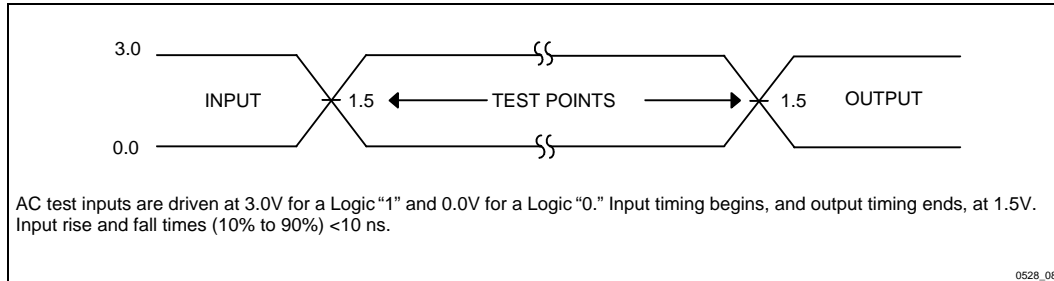 3.0
INPUT 1.5 TEST POINTS 1.5 OUTPUT
0.0
AC test inputs are driven at 3.0V for a Logic “1” and 0.0V for a Logic “0.” Input timing begins, and output timing ends, at 1.5V.
Input rise and fall times (10% to 90%) <10 ns.
0528_08